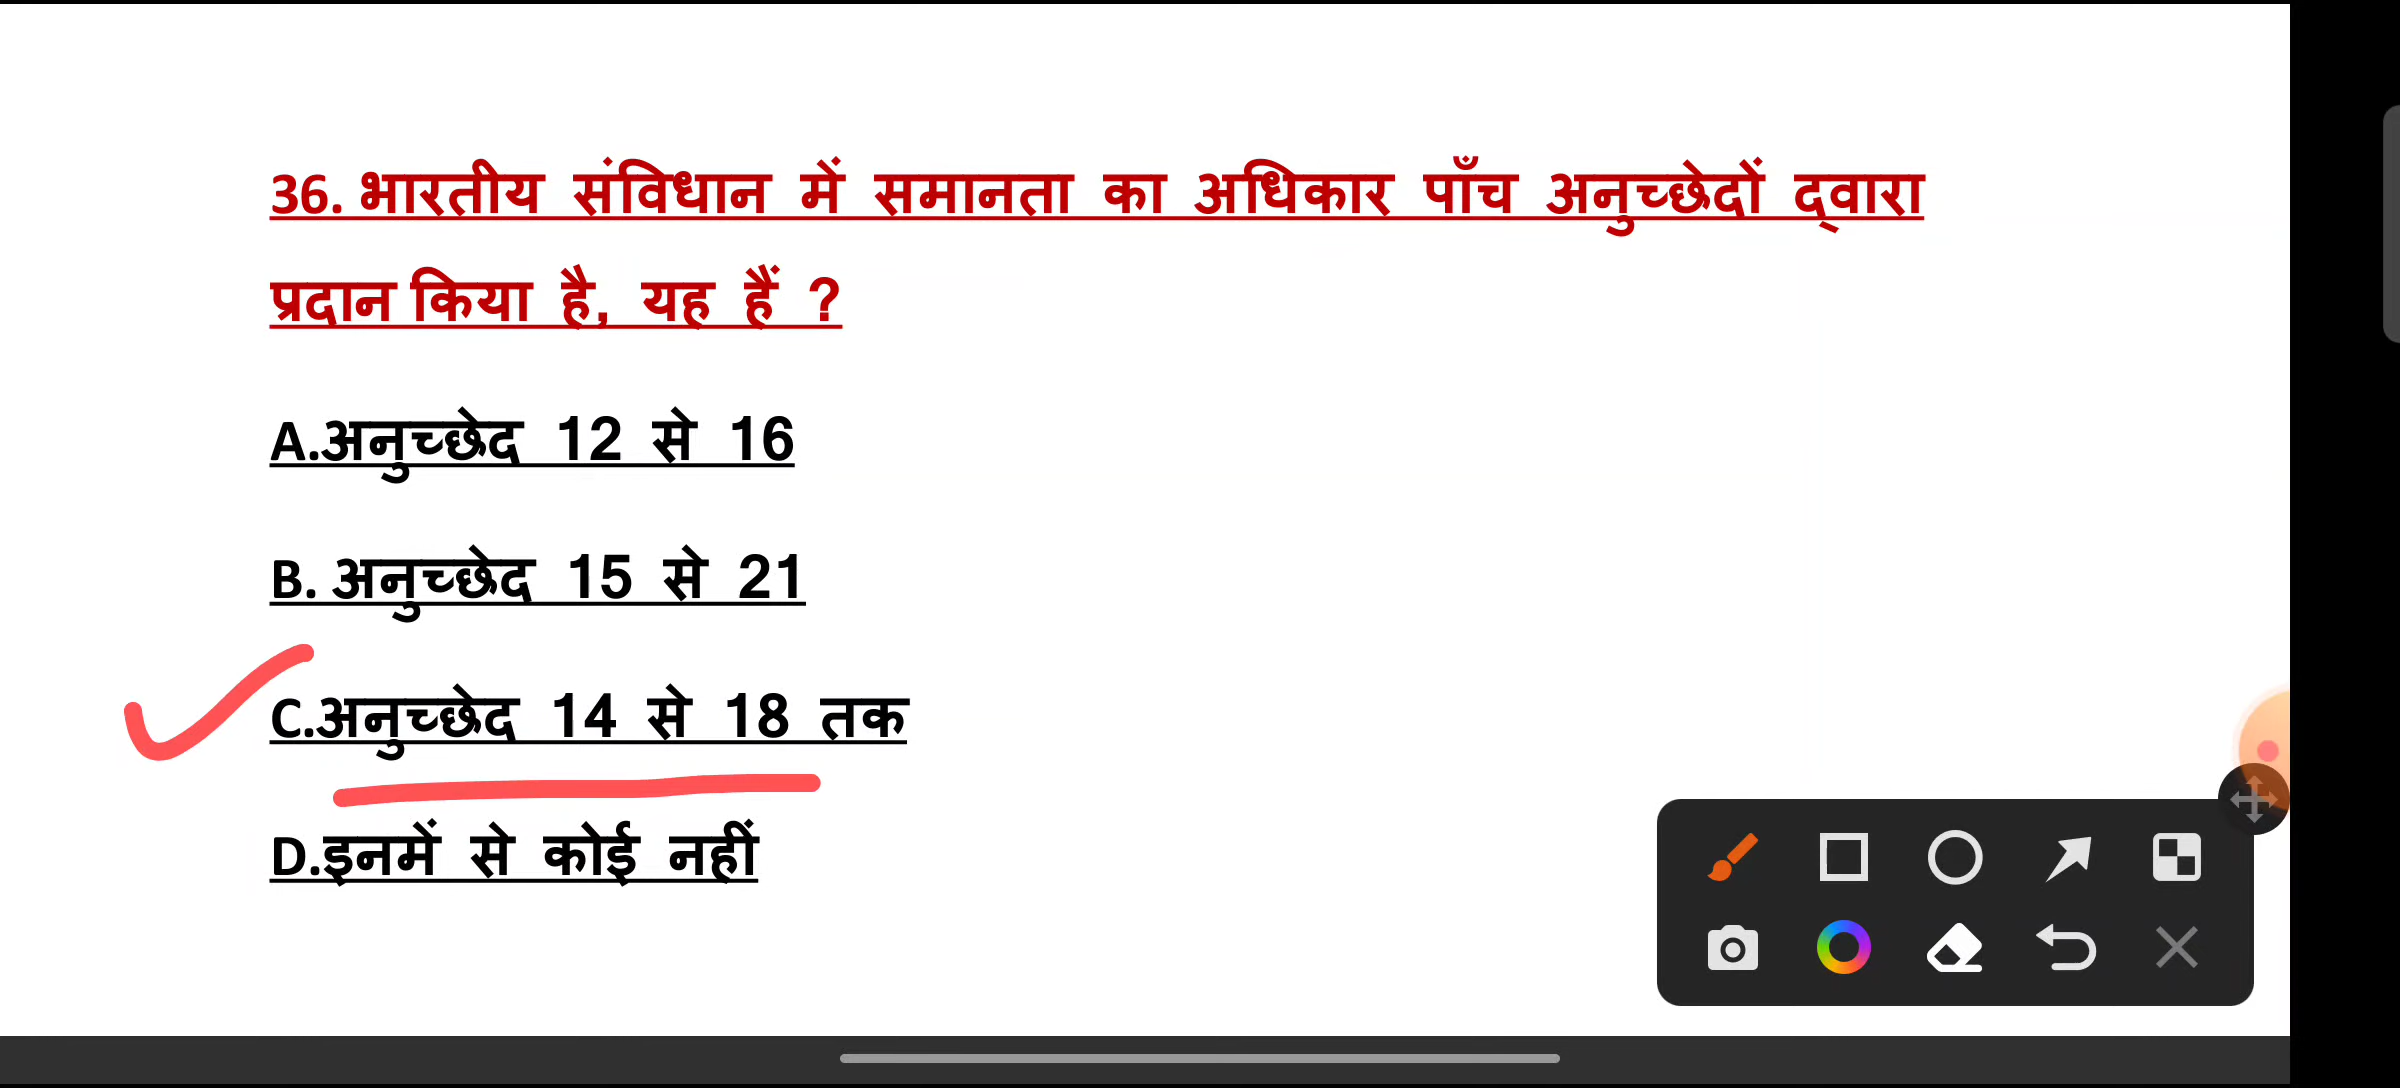 36. भारतीय संविधान में समानता का अधिकार पाँच अनुच्छेदों द्वारा
प्रदान किया है, यह हैं ?
A.अनुच्छेद 12 से 16
B. अनुच्छेद 15 से 21
C.अनुच्छेद 14 से 18 तक
D.इनमें से कोई नहीं